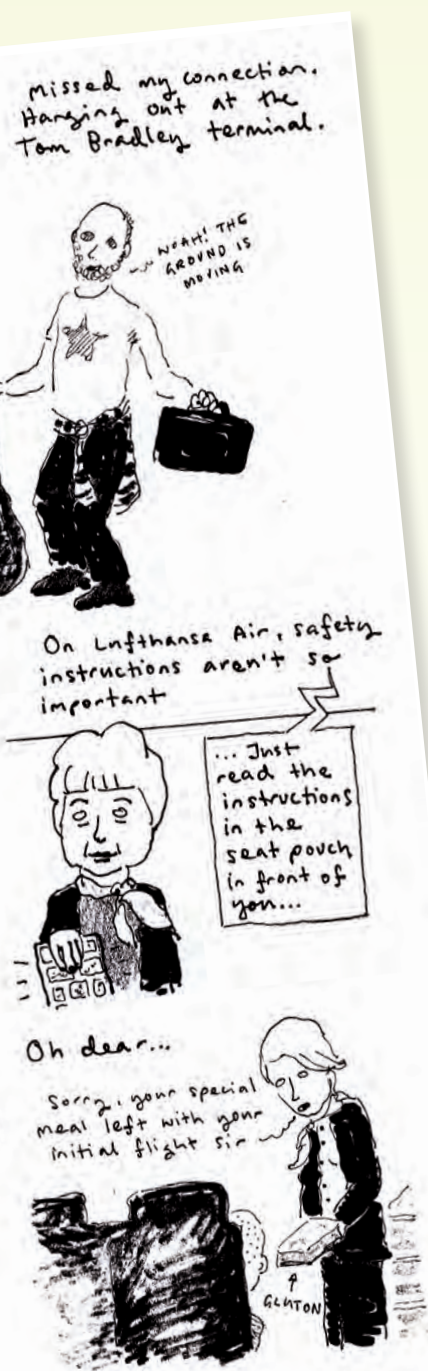 Missed my connection.
Hanging out at the
Tom Bradley terminal.
WOAH! THE
GROUND IS
MOVING
On Lufthansa Air, safety
instructions aren't so
important
... Just
read the
instructions
in the
seat pouch
in front of
you...
Oh dear...
Sorry, your special
meal left with your
initial flight sir
GLUTON